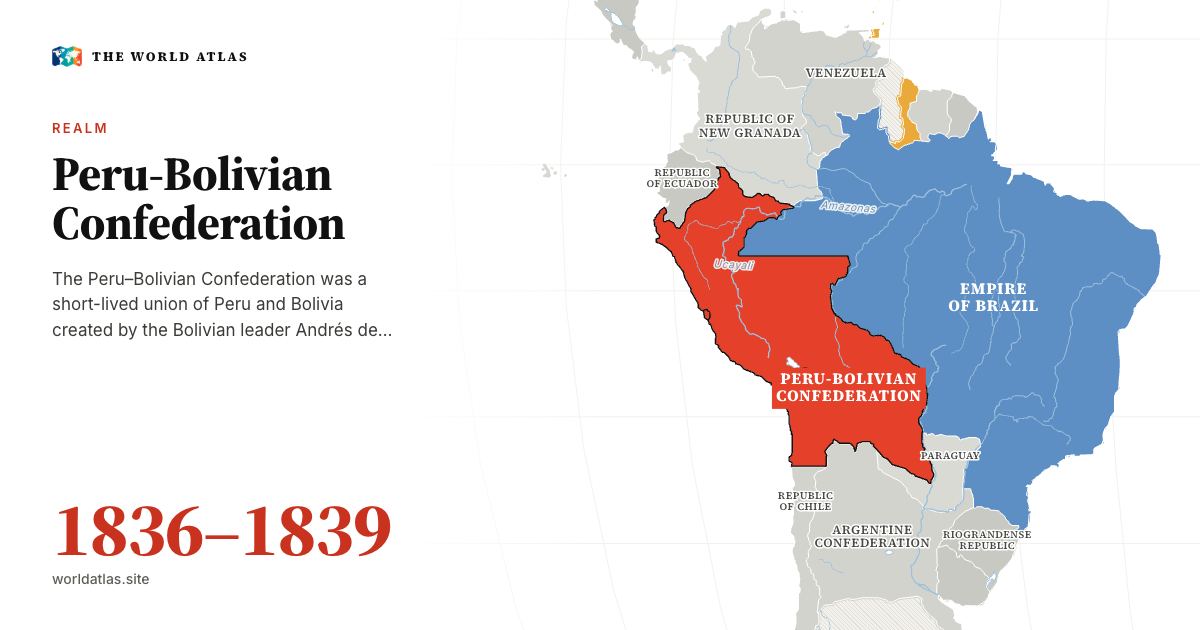 THE WORLD ATLAS
REALM
Peru-Bolivian
Confederation
The Peru–Bolivian Confederation was a
short-lived union of Peru and Bolivia
created by the Bolivian leader Andrés de...
1836–1839
worldatlas.site
VENEZUELA
REPUBLIC OF
NEW GRANADA
REPUBLIC
OF ECUADOR
Amazonas
Ucayali
EMPIRE
OF BRAZIL
PERU-BOLIVIAN
CONFEDERATION
PARAGUAY
REPUBLIC
OF CHILE
ARGENTINE
CONFEDERATION
RIOGRANDENSE
REPUBLIC